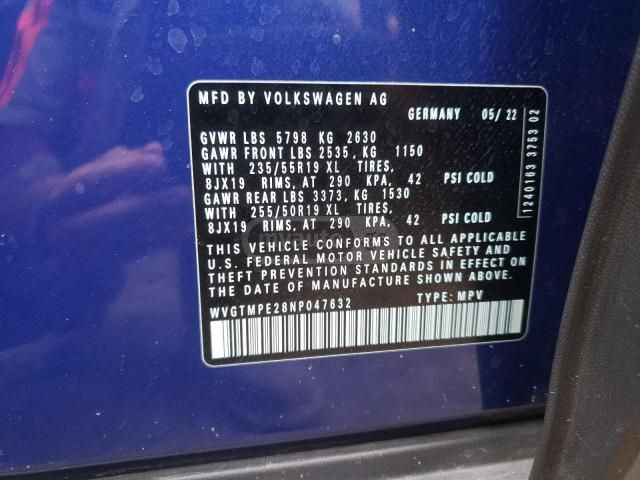 MFD BY VOLKSWAGEN AG
GERMANY 05/22
GVWR LBS 5798 KG 2630
GAWR FRONT LBS 2535, KG 1150
WITH 235/55R19 XL TIRES,
8JX19 RIMS, AT 290 KPA, 42 PSI COLD
GAWR REAR LBS 3373, KG 1530
WITH 255/50R19 XL TIRES,
8JX19 RIMS, AT 290 KPA, 42 PSI COLD
THIS VEHICLE CONFORMS TO ALL APPLICABLE
U.S. FEDERAL MOTOR VEHICLE SAFETY AND
THEFT PREVENTION STANDARDS IN EFFECT ON
THE DATE OF MANUFACTURE SHOWN ABOVE.
WVGTMPE28NP047632 TYPE: MPV
1240163 3753 02
myauto.ge